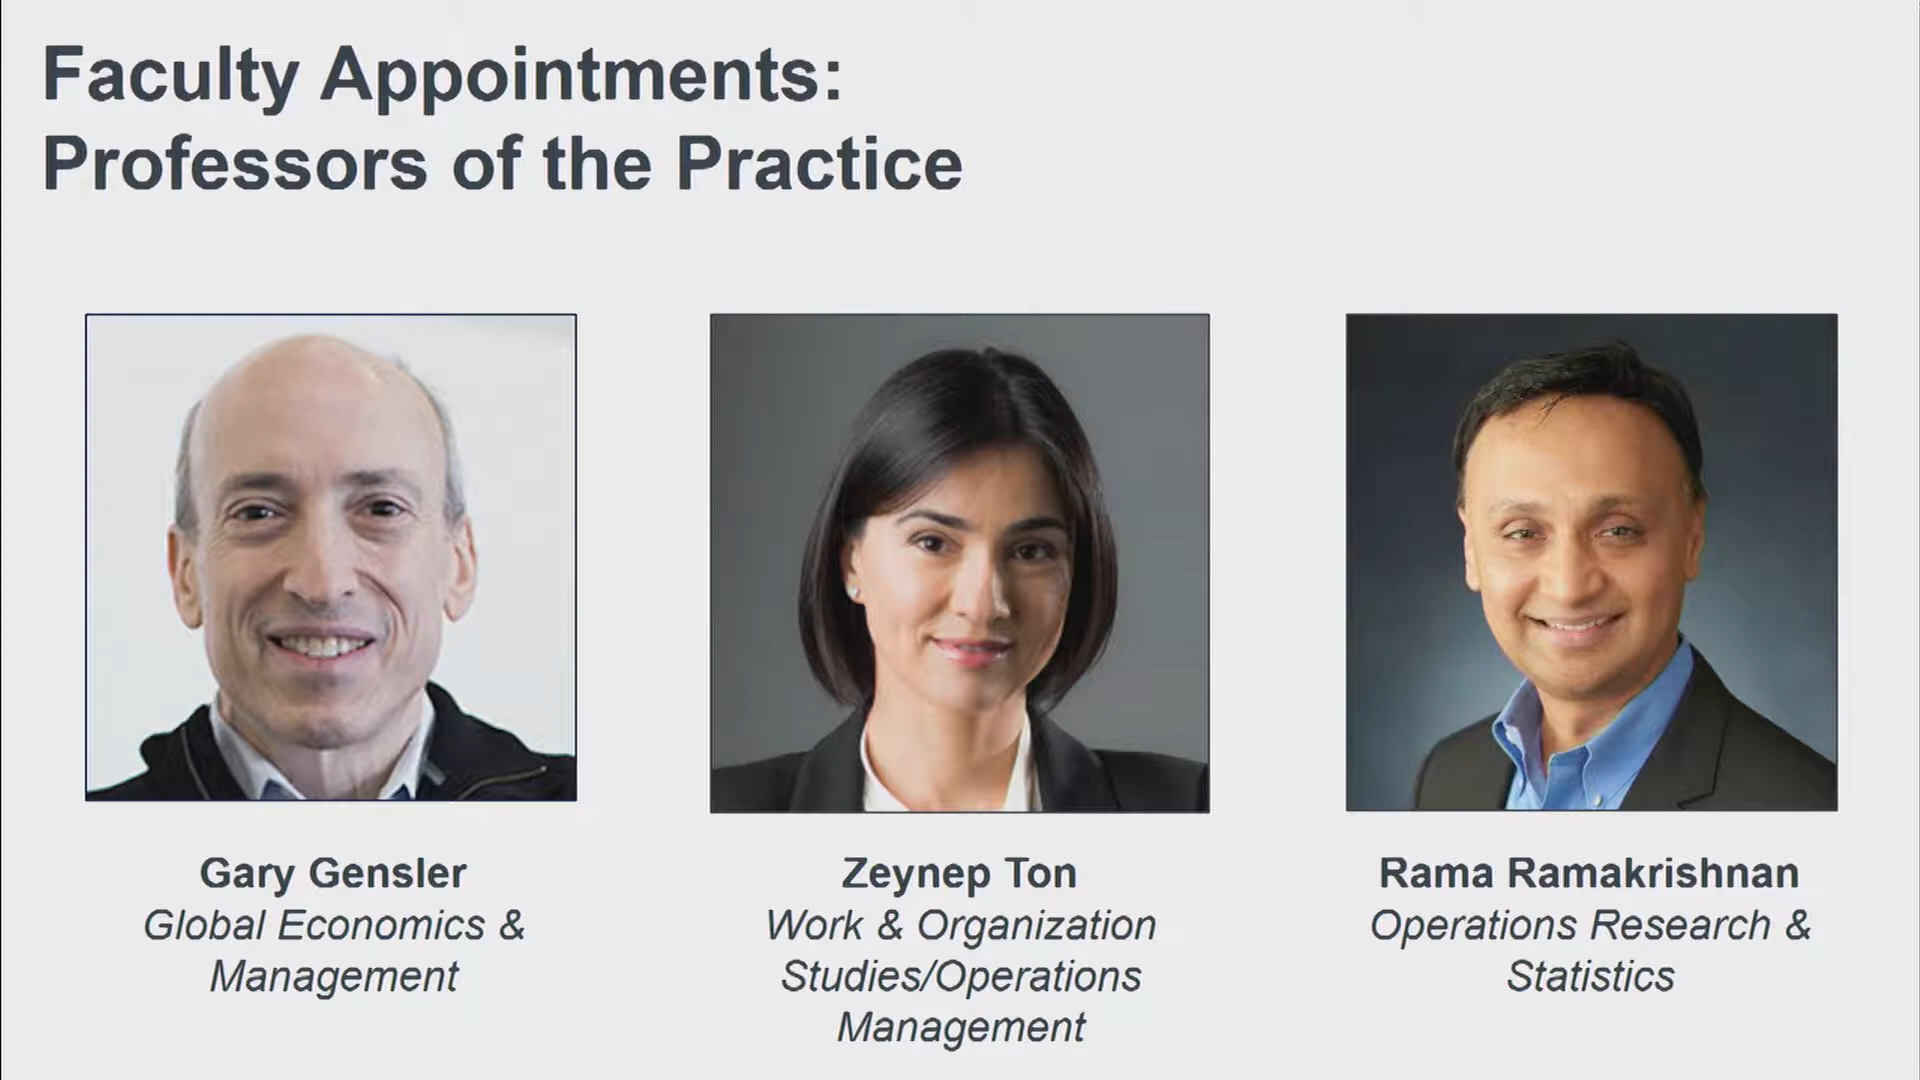 Faculty Appointments:
Professors of the Practice
Gary Gensler
Global Economics &
Management
Zeynep Ton
Work & Organization
Studies/Operations
Management
Rama Ramakrishnan
Operations Research &
Statistics